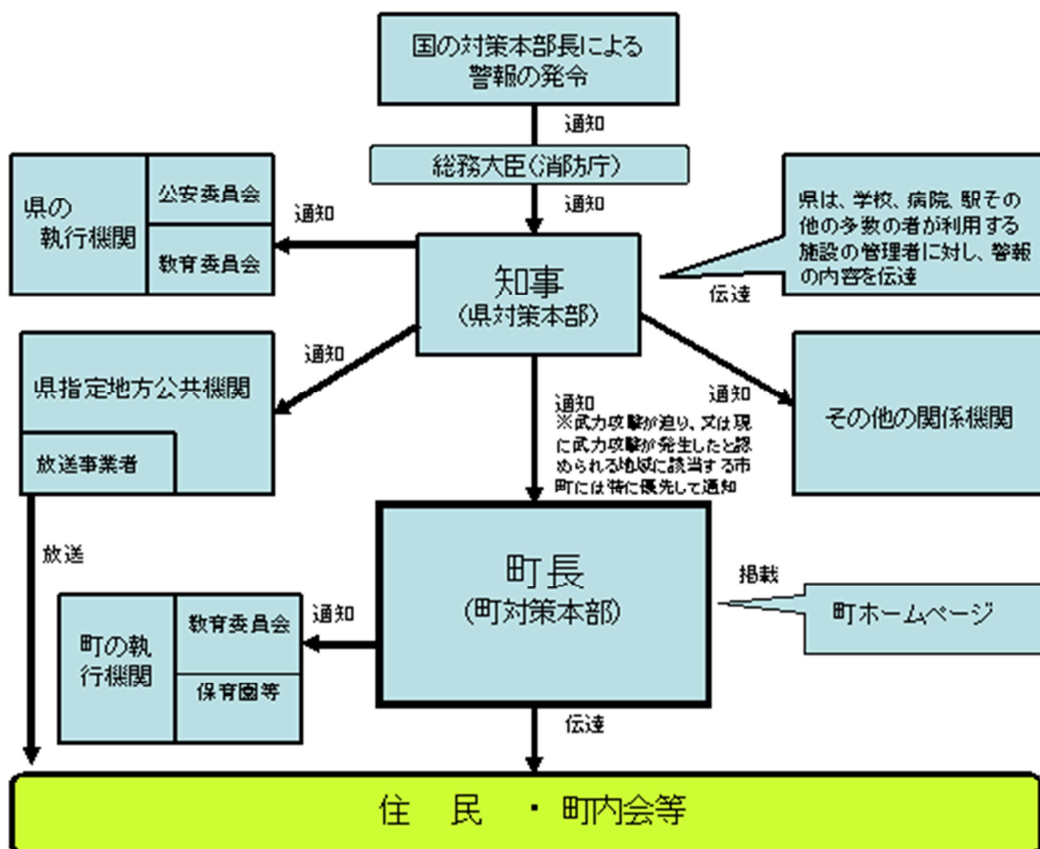 国の対策本部長による
警報の発令
通知
総務大臣(消防庁)
通知
県の
執行機関
公安委員会
教育委員会
通知
知事
(県対策本部)
県は、学校、病院、駅その
他の多数の者が利用する
施設の管理者に対し、警報
の内容を伝達
伝達
県指定地方公共機関
放送事業者
通知
通知
※武力攻撃が迫り、又は現
に武力攻撃が発生したと認
められる地域に該当する市
町には特に優先して通知
通知
その他の関係機関
放送
町長
(町対策本部)
掲載
町ホームページ
町の執
行機関
教育委員会
保育園等
通知
伝達
住 民 ・ 町内会等